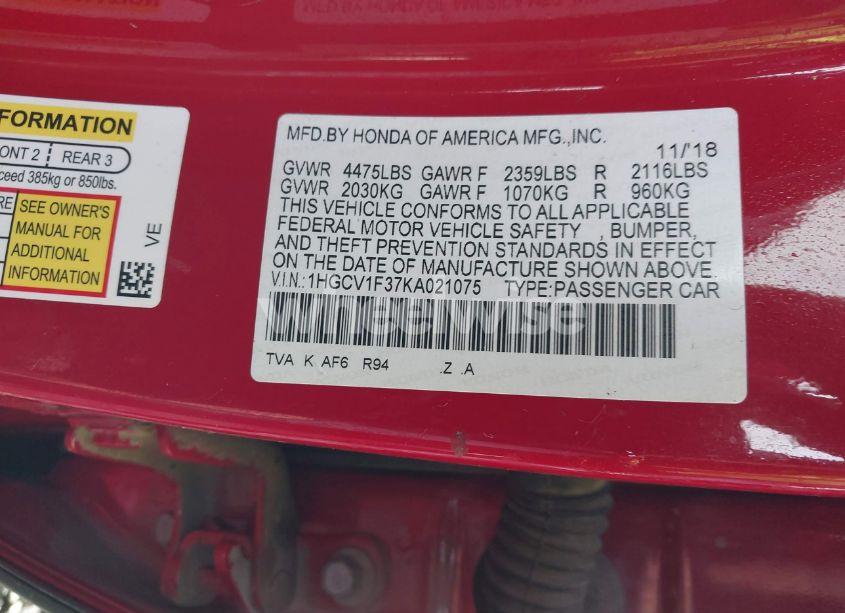 FORMATION
ONT 2 | REAR 3
ceed 385kg or 850lbs.
RE
SEE OWNER'S
MANUAL FOR
ADDITIONAL
INFORMATION
VE
MFD.BY HONDA OF AMERICA MFG.,INC.
11/'18
GVWR 4475LBS GAWR F 2359LBS R 2116LBS
GVWR 2030KG GAWR F 1070KG R 960KG
THIS VEHICLE CONFORMS TO ALL APPLICABLE
FEDERAL MOTOR VEHICLE SAFETY , BUMPER,
AND THEFT PREVENTION STANDARDS IN EFFECT
ON THE DATE OF MANUFACTURE SHOWN ABOVE.
V.I.N.:1HGCV1F37KA021075 TYPE:PASSENGER CAR
WheelWise
TVA K AF6 R94 .Z .A